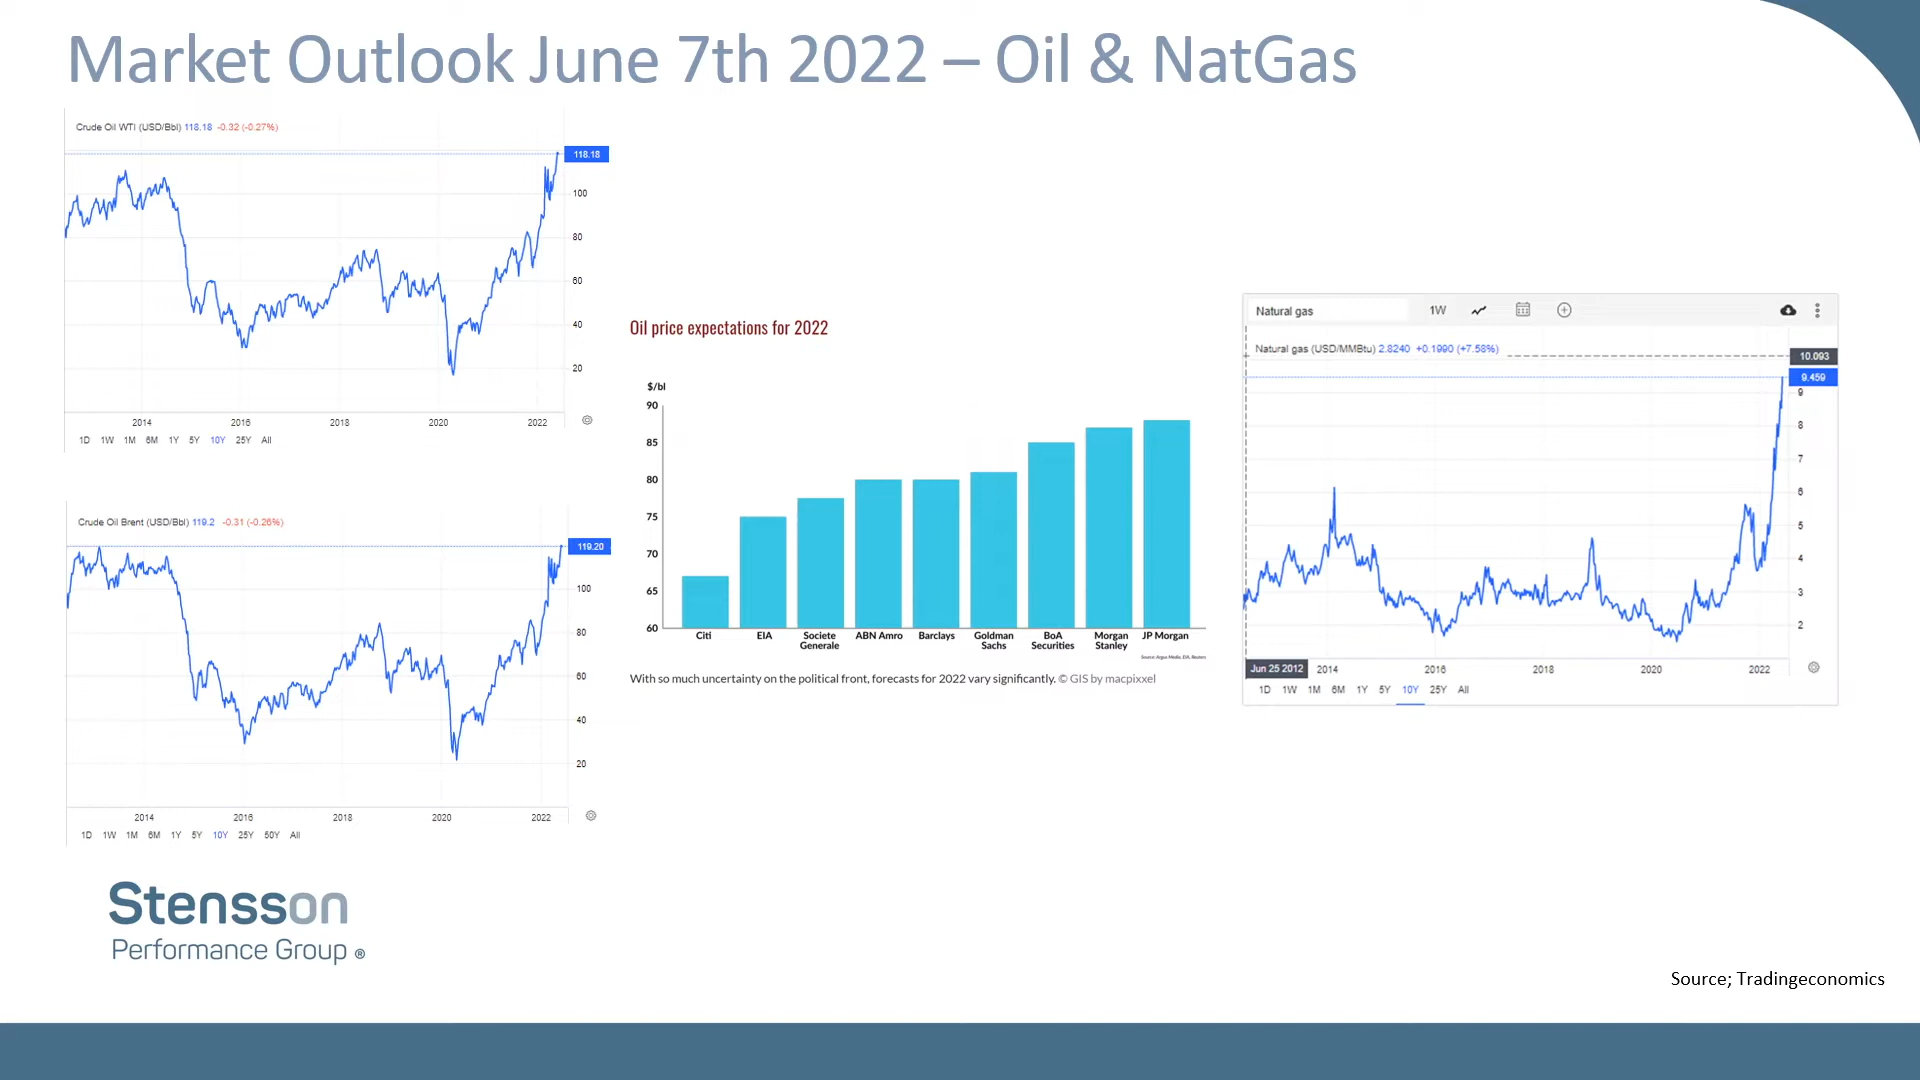 Market Outlook June 7th 2022 – Oil & NatGas
Crude Oil WTI (USD/Bbl) 118.18 -0.32 (-0.27%)
118.18
100
80
60
40
20
2014 2016 2018 2020 2022
1D 1W 1M 6M 1Y 5Y 10Y 25Y All
Crude Oil Brent (USD/Bbl) 119.2 -0.31 (-0.26%)
119.20
100
80
60
40
20
2014 2016 2018 2020 2022
1D 1W 1M 6M 1Y 5Y 10Y 25Y 50Y All
Oil price expectations for 2022
$/bl
90
85
80
75
70
65
60
Citi EIA Societe Generale ABN Amro Barclays Goldman Sachs BoA Securities Morgan Stanley JP Morgan
Source: Argus Media, EIA, Reuters
With so much uncertainty on the political front, forecasts for 2022 vary significantly. © GIS by macpixxel
Natural gas 1W
Natural gas (USD/MMBtu) 2.8240 +0.1990 (+7.58%)
10.093
9.459
9
8
7
6
5
4
3
2
Jun 25 2012 2014 2016 2018 2020 2022
1D 1W 1M 6M 1Y 5Y 10Y 25Y All
Stensson
Performance Group ®
Source; Tradingeconomics